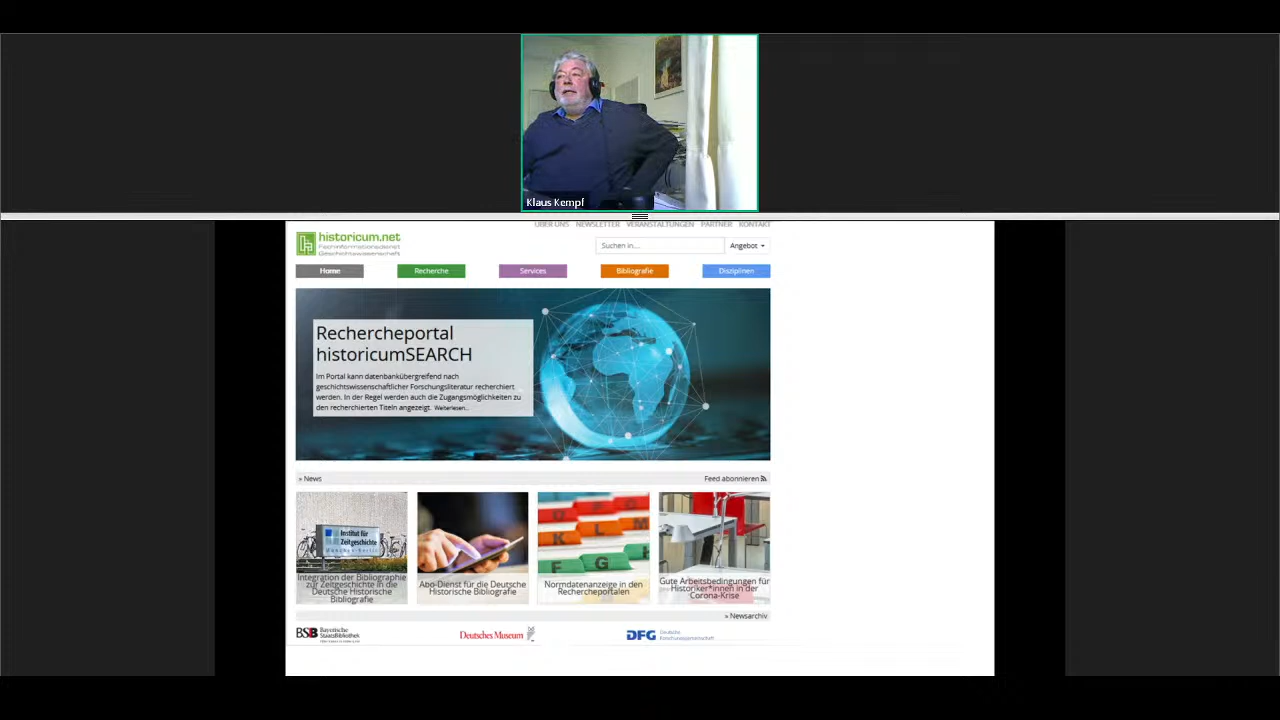 Klaus Kempf
ÜBER UNS NEWSLETTER VERANSTALTUNGEN PARTNER KONTAKT
historicum.net
Fachinformationsdienst
Geschichtswissenschaft
Suchen in...
Angebot
Home
Recherche
Services
Bibliografie
Disziplinen
Rechercheportal
historicumSEARCH
Im Portal kann datenbankübergreifend nach
geschichtswissenschaftlicher Forschungsliteratur recherchiert
werden. In der Regel werden auch die Zugangsmöglichkeiten zu
den recherchierten Titeln angezeigt. Weiterlesen...
» News
Feed abonnieren
Institut für
Zeitgeschichte
München-Berlin
Integration der Bibliographie
zur Zeitgeschichte in die
Deutsche Historische
Bibliografie
Abo-Dienst für die Deutsche
Historische Bibliografie
F G K L M
Normdatenanzeige in den
Rechercheportalen
Gute Arbeitsbedingungen für
Historiker*innen in der
Corona-Krise
» Newsarchiv
BSB Bayerische
StaatsBibliothek
Deutsches Museum
DFG Deutsche
Forschungsgemeinschaft